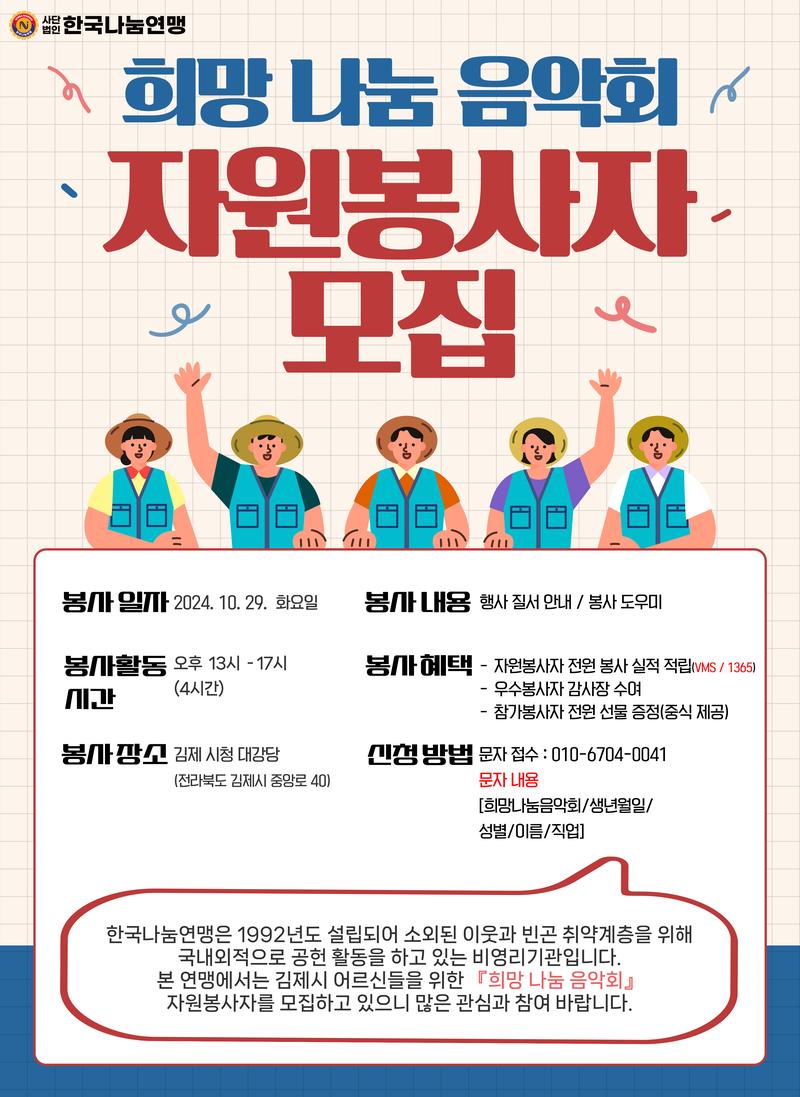 사단
법인 한국나눔연맹
희망 나눔 음악회
자원봉사자
모집
봉사 일자 2024. 10. 29. 화요일
봉사 내용 행사 질서 안내 / 봉사 도우미
봉사활동
시간
오후 13시 - 17시
(4시간)
봉사 혜택 - 자원봉사자 전원 봉사 실적 적립(VMS / 1365)
- 우수봉사자 감사장 수여
- 참가봉사자 전원 선물 증정(중식 제공)
봉사 장소 김제 시청 대강당
(전라북도 김제시 중앙로 40)
신청 방법 문자 접수 : 010-6704-0041
문자 내용
[희망나눔음악회/생년월일/
성별/이름/직업]
한국나눔연맹은 1992년도 설립되어 소외된 이웃과 빈곤 취약계층을 위해
국내외적으로 공헌 활동을 하고 있는 비영리기관입니다.
본 연맹에서는 김제시 어르신들을 위한 『희망 나눔 음악회』
자원봉사자를 모집하고 있으니 많은 관심과 참여 바랍니다.